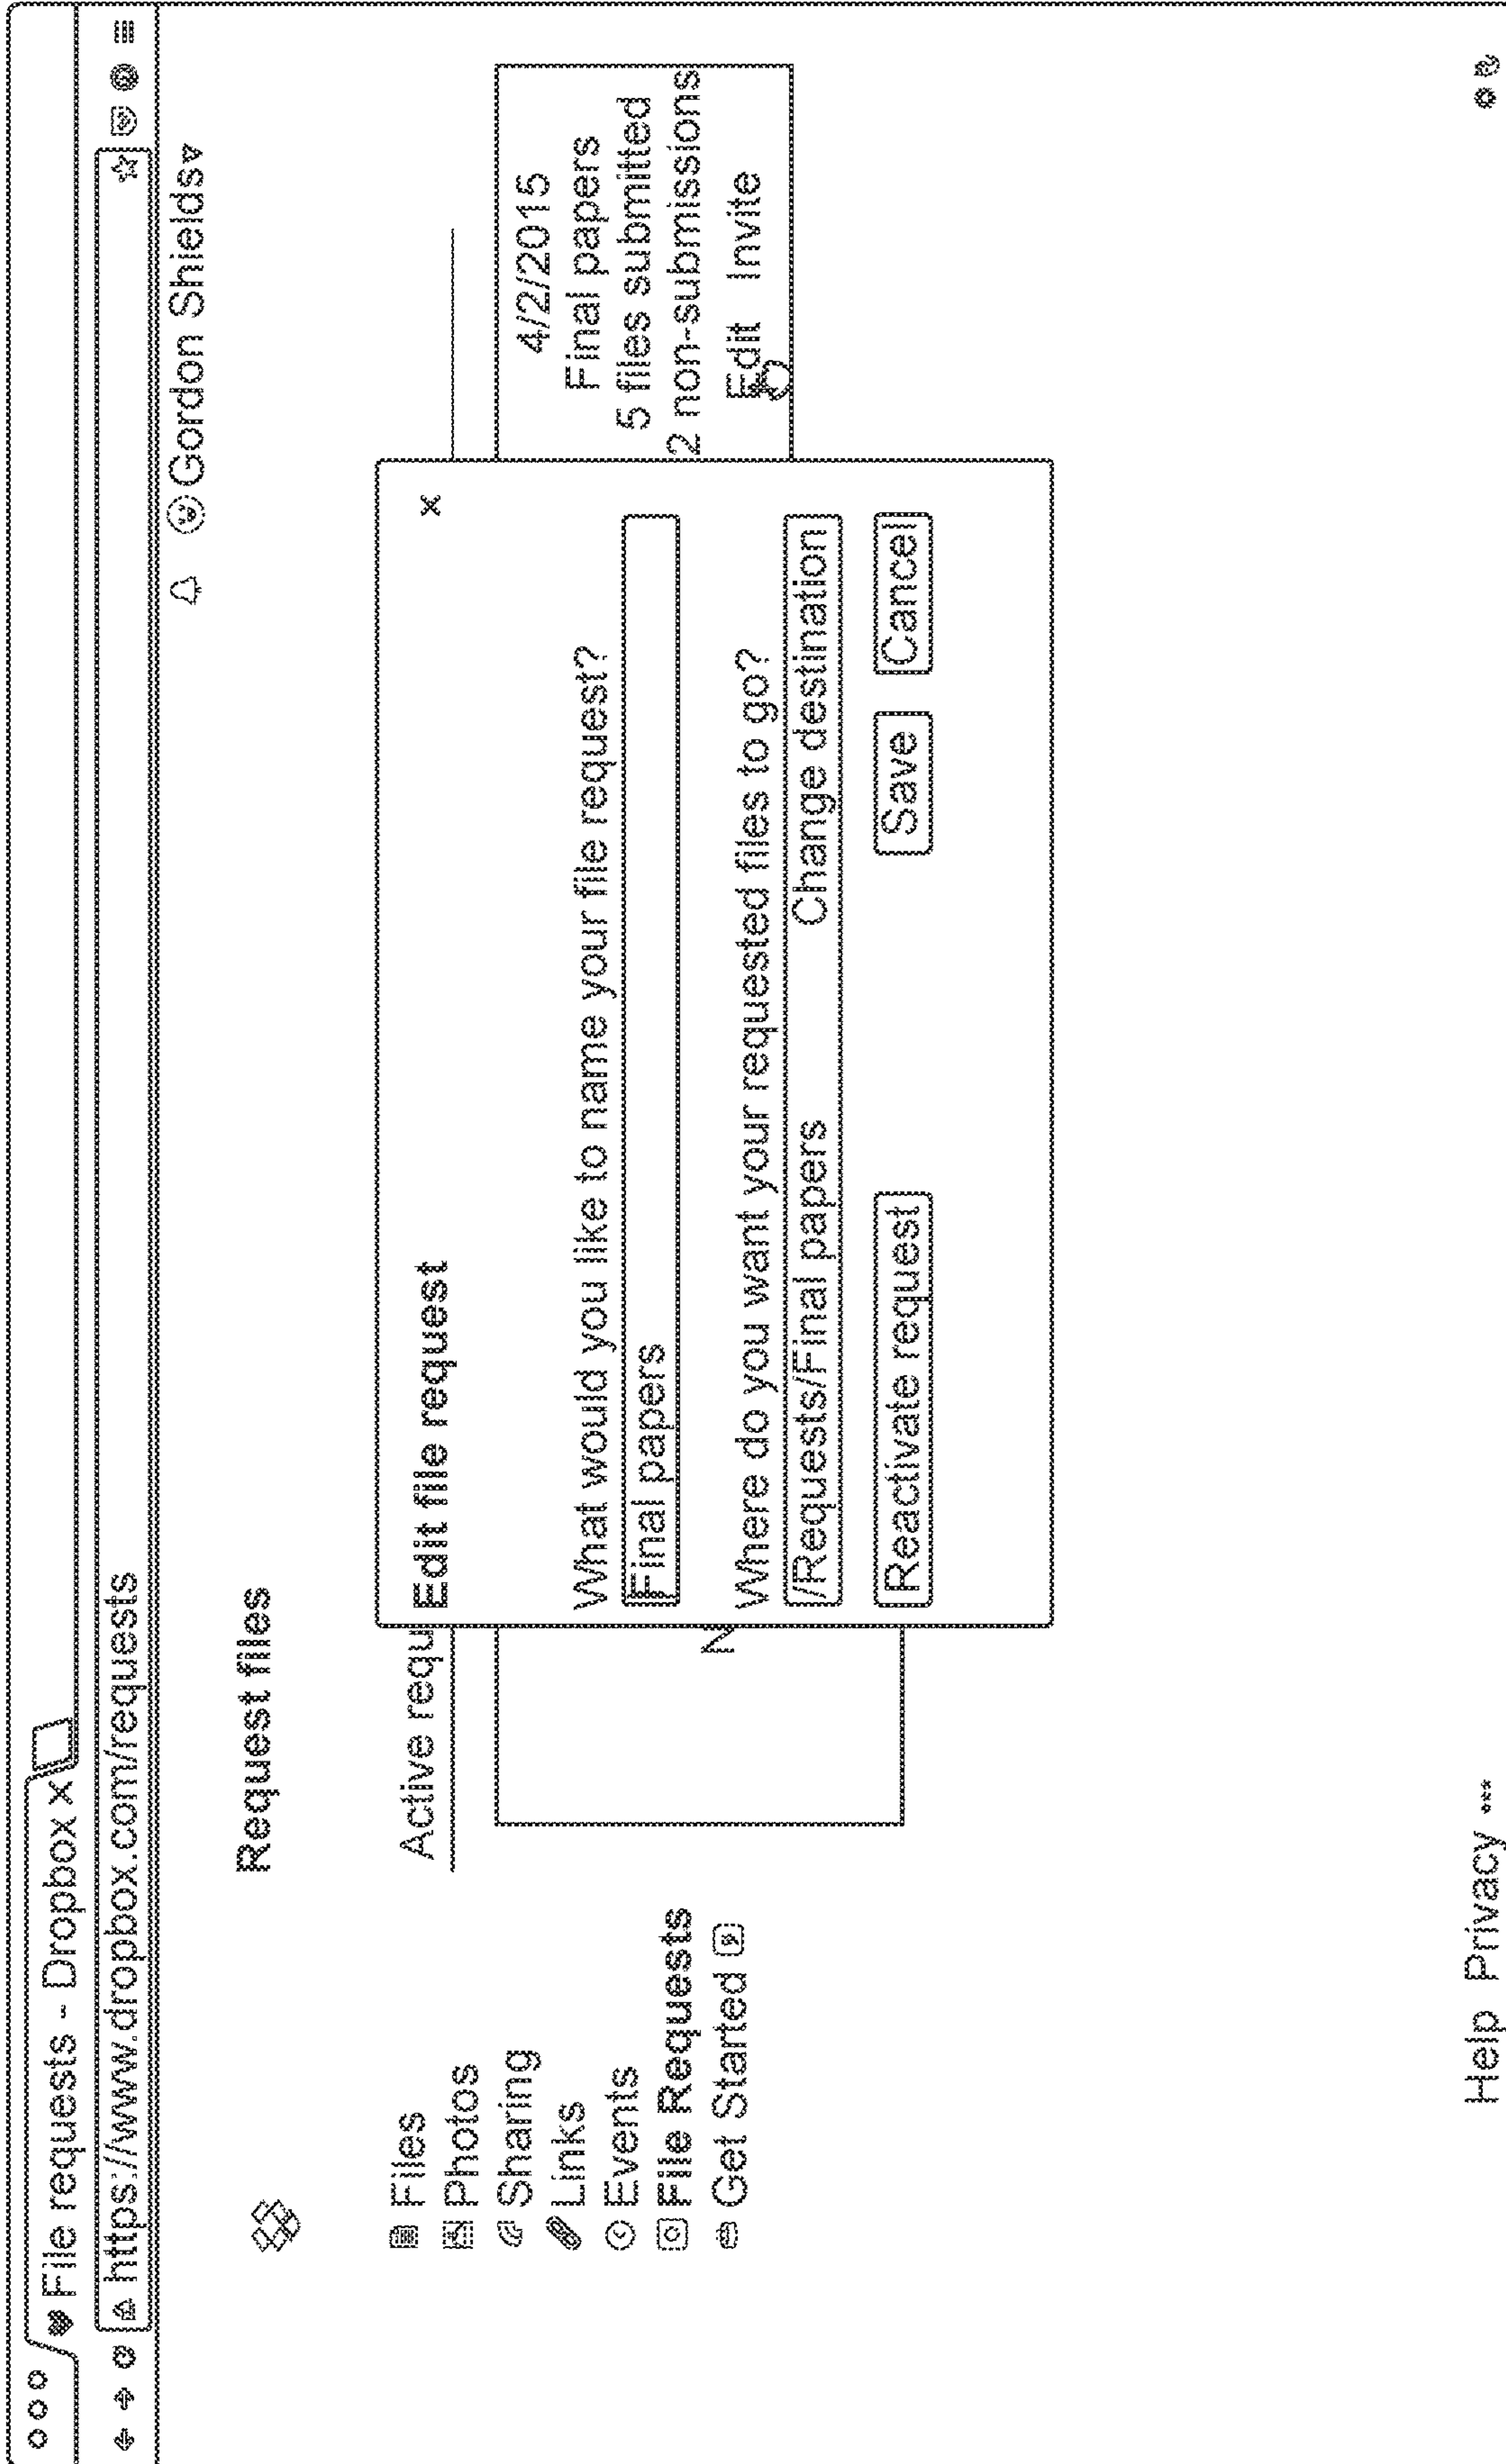 File requests - Dropbox x
https://www.dropbox.com/requests
Gordon Shields
Request files
Files
Photos
Sharing
Links
Events
File Requests
Get Started
Active requ
N
Edit file request x
What would you like to name your file request?
Final papers
Where do you want your requested files to go?
/Requests/Final papers Change destination
Reactivate request Save Cancel
4/2/2015
Final papers
5 files submitted
2 non-submissions
Edit Invite
Help Privacy •••